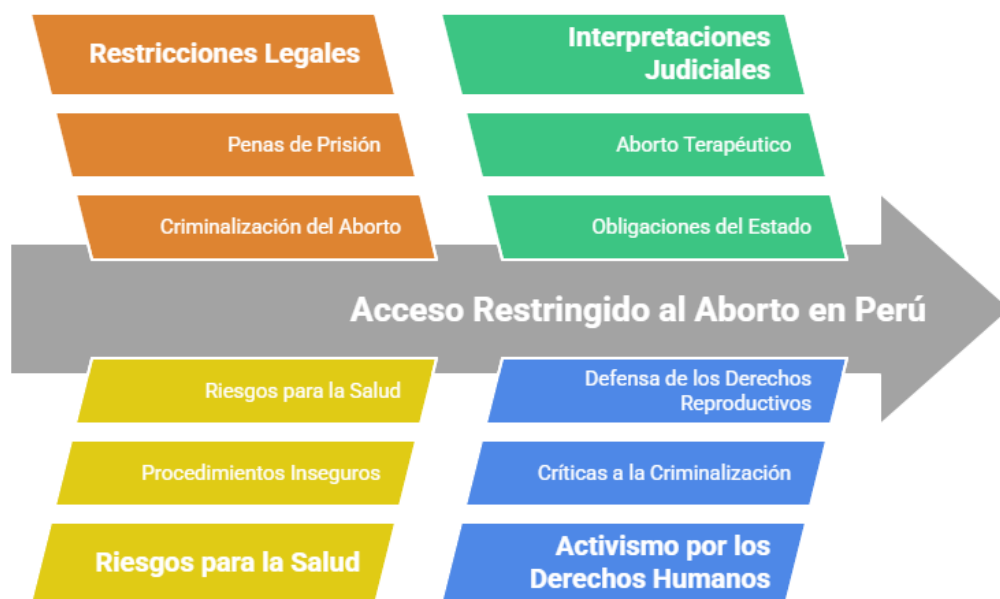 Restricciones Legales
Penas de Prisión
Criminalización del Aborto
Interpretaciones
Judiciales
Aborto Terapéutico
Obligaciones del Estado
Acceso Restringido al Aborto en Perú
Riesgos para la Salud
Procedimientos Inseguros
Riesgos para la Salud
Defensa de los Derechos
Reproductivos
Críticas a la Criminalización
Activismo por los
Derechos Humanos